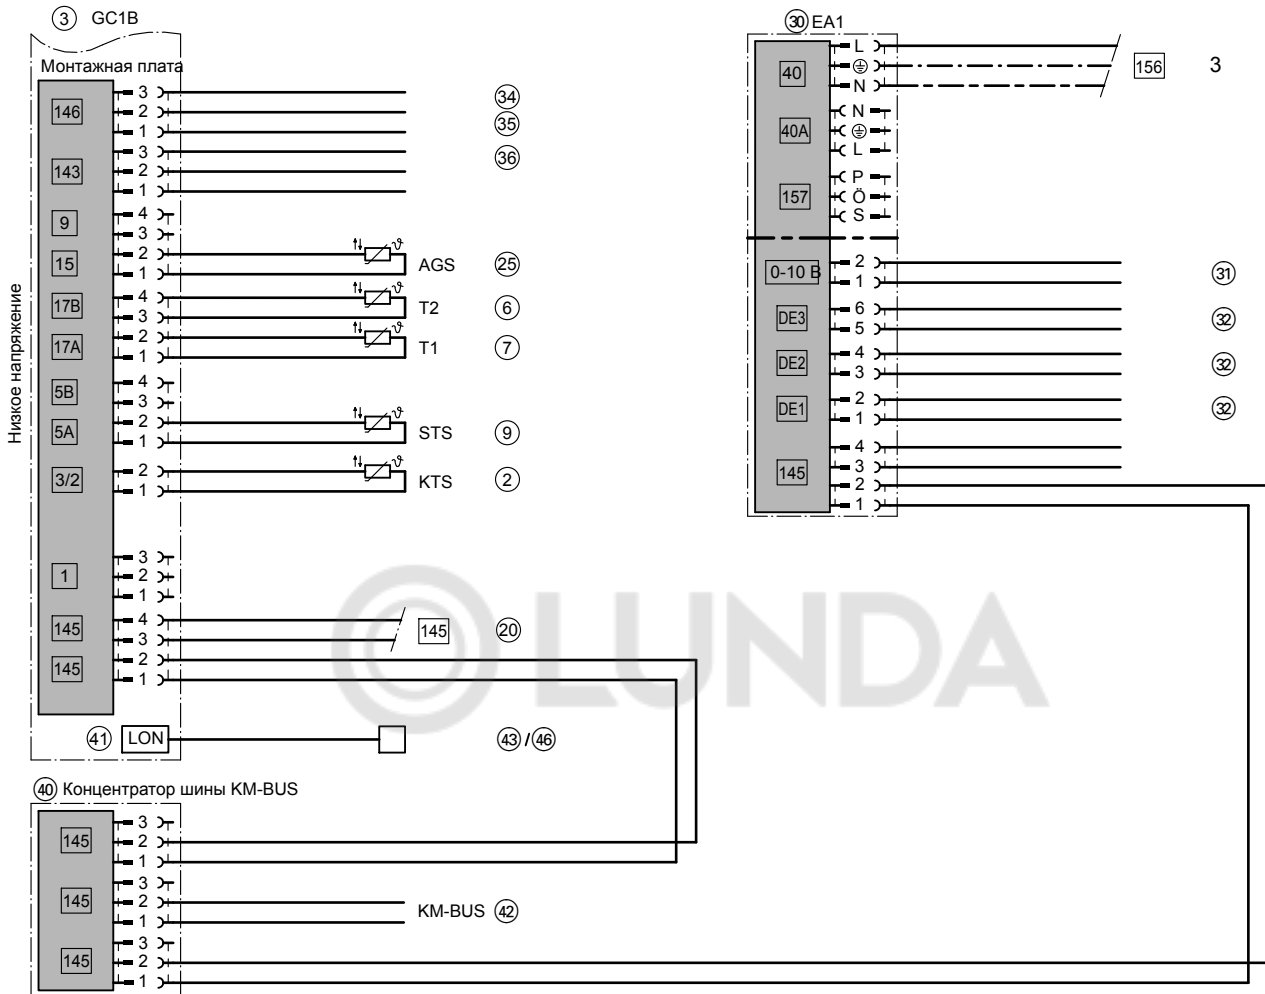 3 GC1B
Монтажная плата
Низкое напряжение
146
3
2
1
34
35
143
3
2
1
36
9
4
3
15
2
1
AGS 25
17B
4
3
T2 6
17A
2
1
T1 7
5B
4
3
5A
2
1
STS 9
3/2
2
1
KTS 2
1
3
2
1
145
4
3
145 20
145
2
1
41 LON 43 / 46
40 Концентратор шины KM-BUS
145
3
2
1
145
3
2
1
KM-BUS 42
145
3
2
1
30 EA1
40
L
N
156 3
40A
N
L
157
P
Ö
S
0-10 В
2
1
31
DE3
6
5
32
DE2
4
3
32
DE1
2
1
32
145
4
3
2
1
LUNDA